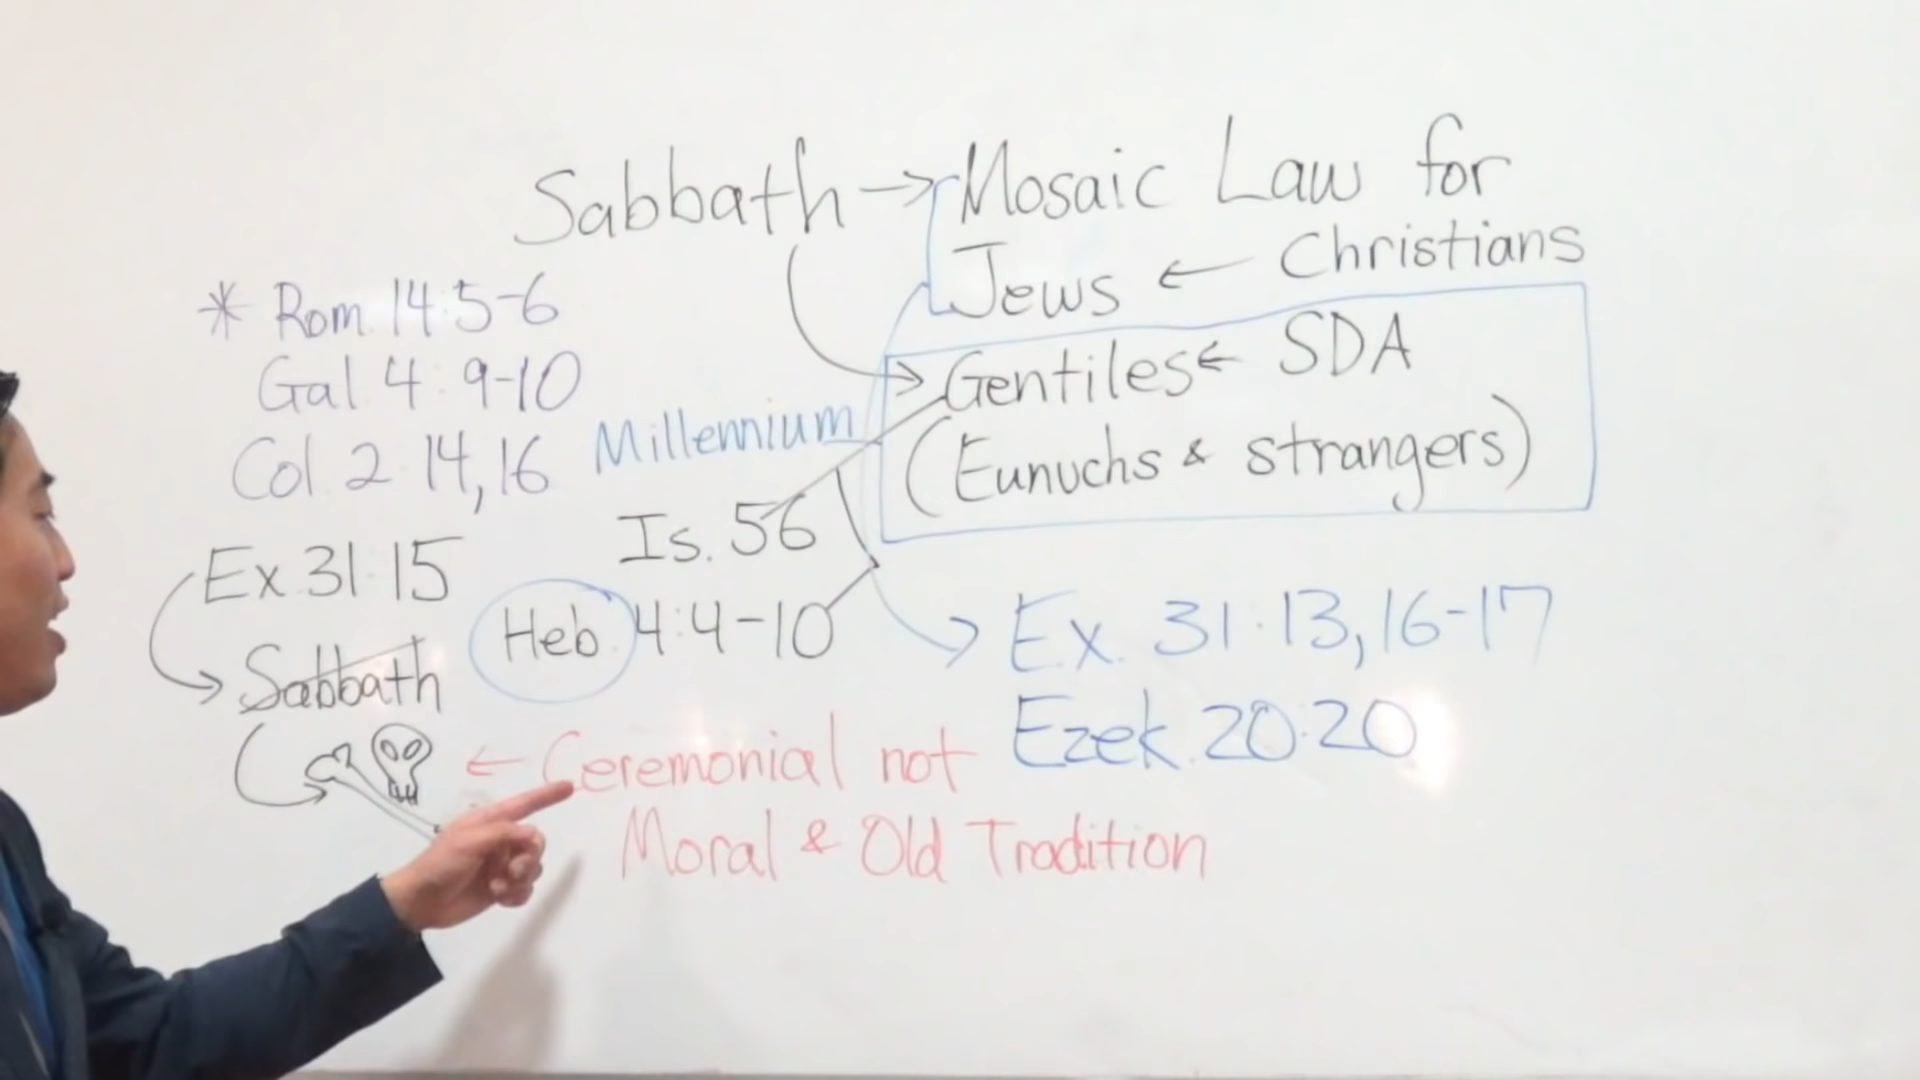 Sabbath → Mosaic Law for
Jews ← Christians
Gentiles ← SDA
(Eunuchs & strangers)
* Rom. 14:5-6
Gal. 4:9-10
Col. 2:14,16
Millennium
Is. 56
Heb. 4:4-10
Ex. 31:15
Sabbath
← Ceremonial not
Moral & Old Tradition
Ex. 31:13,16-17
Ezek. 20:20